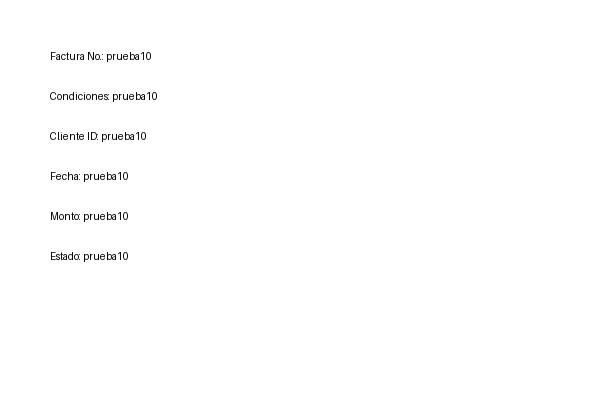 Factura No.: prueba10
Condiciones: prueba10
Cliente ID: prueba10
Fecha: prueba10
Monto: prueba10
Estado: prueba10